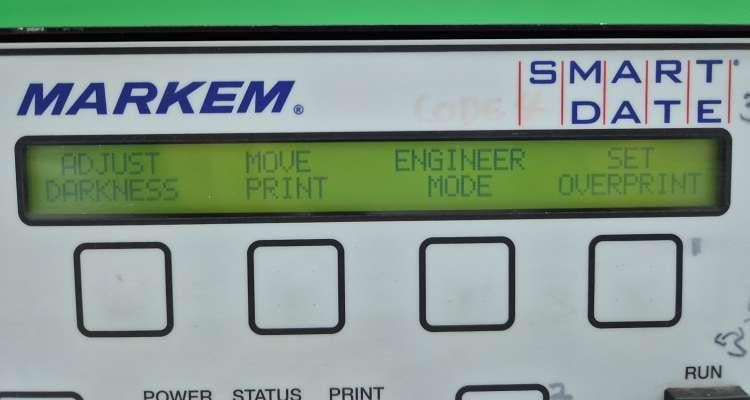 MARKEM®
SMART®
DATE
ADJUST MOVE ENGINEER SET
DARKNESS PRINT MODE OVERPRINT
POWER STATUS PRINT
RUN